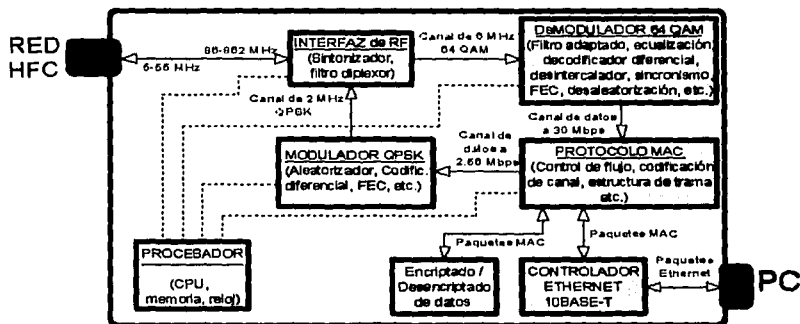 RED
HFC
86-862 MHz
5-55 MHz
INTERFAZ de RF
(Sintonizador,
filtro diplexor)
Canal de 6 MHz
64 QAM
DeMODULADOR 64 QAM
(Filtro adaptado, ecualización,
decodificador diferencial,
desintercalador, sincronismo,
FEC, desaleatorización, etc.)
Canal de 2 MHz
QPSK
Canal de datos
a 30 Mbps
MODULADOR QPSK
(Aleatorizador, Codific.
diferencial, FEC, etc.)
Canal de
datos a
2.56 Mbps
PROTOCOLO MAC
(Control de flujo, codificación
de canal, estructura de trama
etc.)
Paquetes MAC
Paquetes MAC
PROCESADOR
(CPU,
memoria, reloj)
Encriptado /
Desencriptado
de datos
CONTROLADOR
ETHERNET
10BASE-T
Paquetes
Ethernet
PC